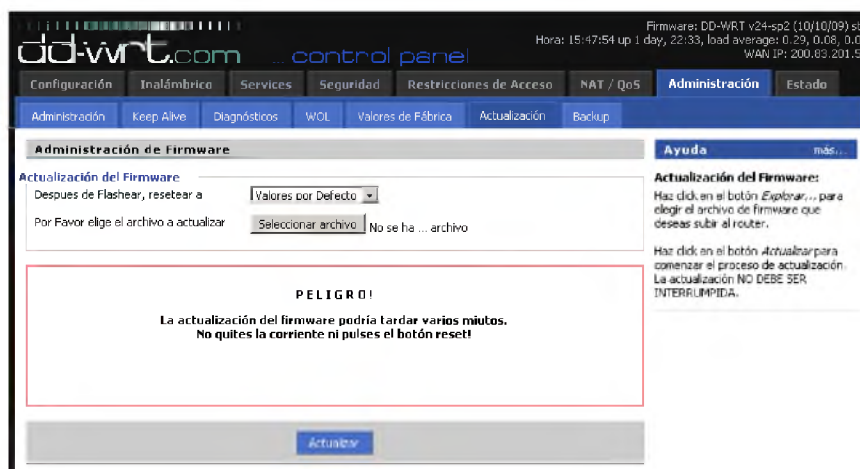 Firmware: DD-WRT v24-sp2 (10/10/09) st
Hora: 15:47:54 up 1 day, 22:33, load average: 0.29, 0.08, 0.0
WAN IP: 200.83.201.5
dd-wrt.com ... control panel
Configuración Inalámbrico Services Seguridad Restricciones de Acceso NAT / QoS Administración Estado
Administración Keep Alive Diagnósticos WOL Valores de Fábrica Actualización Backup
Administración de Firmware
Actualización del Firmware
Despues de Flashear, resetear a Valores por Defecto
Por Favor elige el archivo a actualizar Seleccionar archivo No se ha ... archivo
PELIGRO!
La actualización del firmware podría tardar varios miutos.
No quites la corriente ni pulses el botón reset!
Actualizar
Ayuda más...
Actualización del Firmware:
Haz click en el botón Explorar... para
elegir el archivo de firmware que
deseas subir al router.
Haz click en el botón Actualizar para
comenzar el proceso de actualización.
La actualización NO DEBE SER
INTERRUMPIDA.